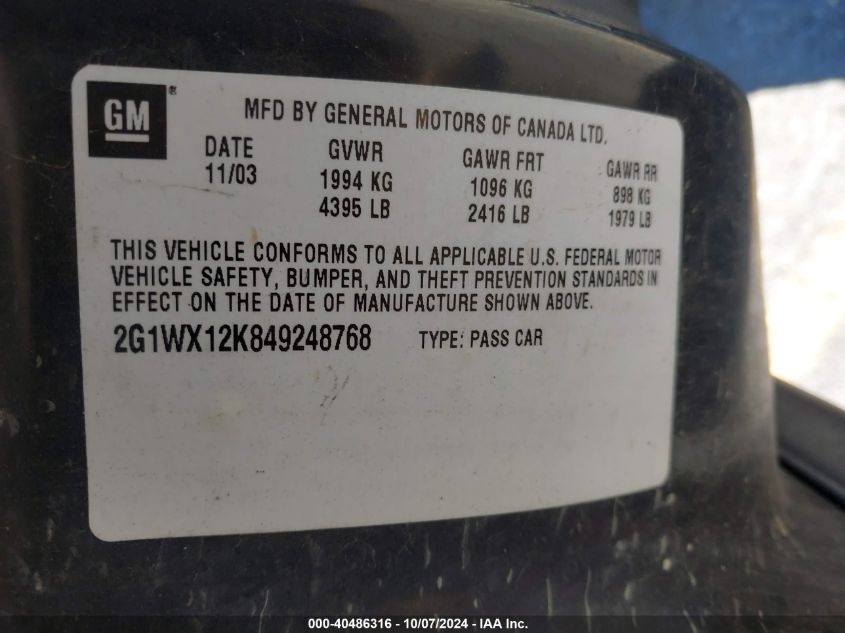 GM®
MFD BY GENERAL MOTORS OF CANADA LTD.
DATE GVWR GAWR FRT GAWR RR
11/03 1994 KG 1096 KG 898 KG
4395 LB 2416 LB 1979 LB
THIS VEHICLE CONFORMS TO ALL APPLICABLE U.S. FEDERAL MOTOR
VEHICLE SAFETY, BUMPER, AND THEFT PREVENTION STANDARDS IN
EFFECT ON THE DATE OF MANUFACTURE SHOWN ABOVE.
2G1WX12K849248768 TYPE: PASS CAR
000-40486316 - 10/07/2024 - IAA Inc.